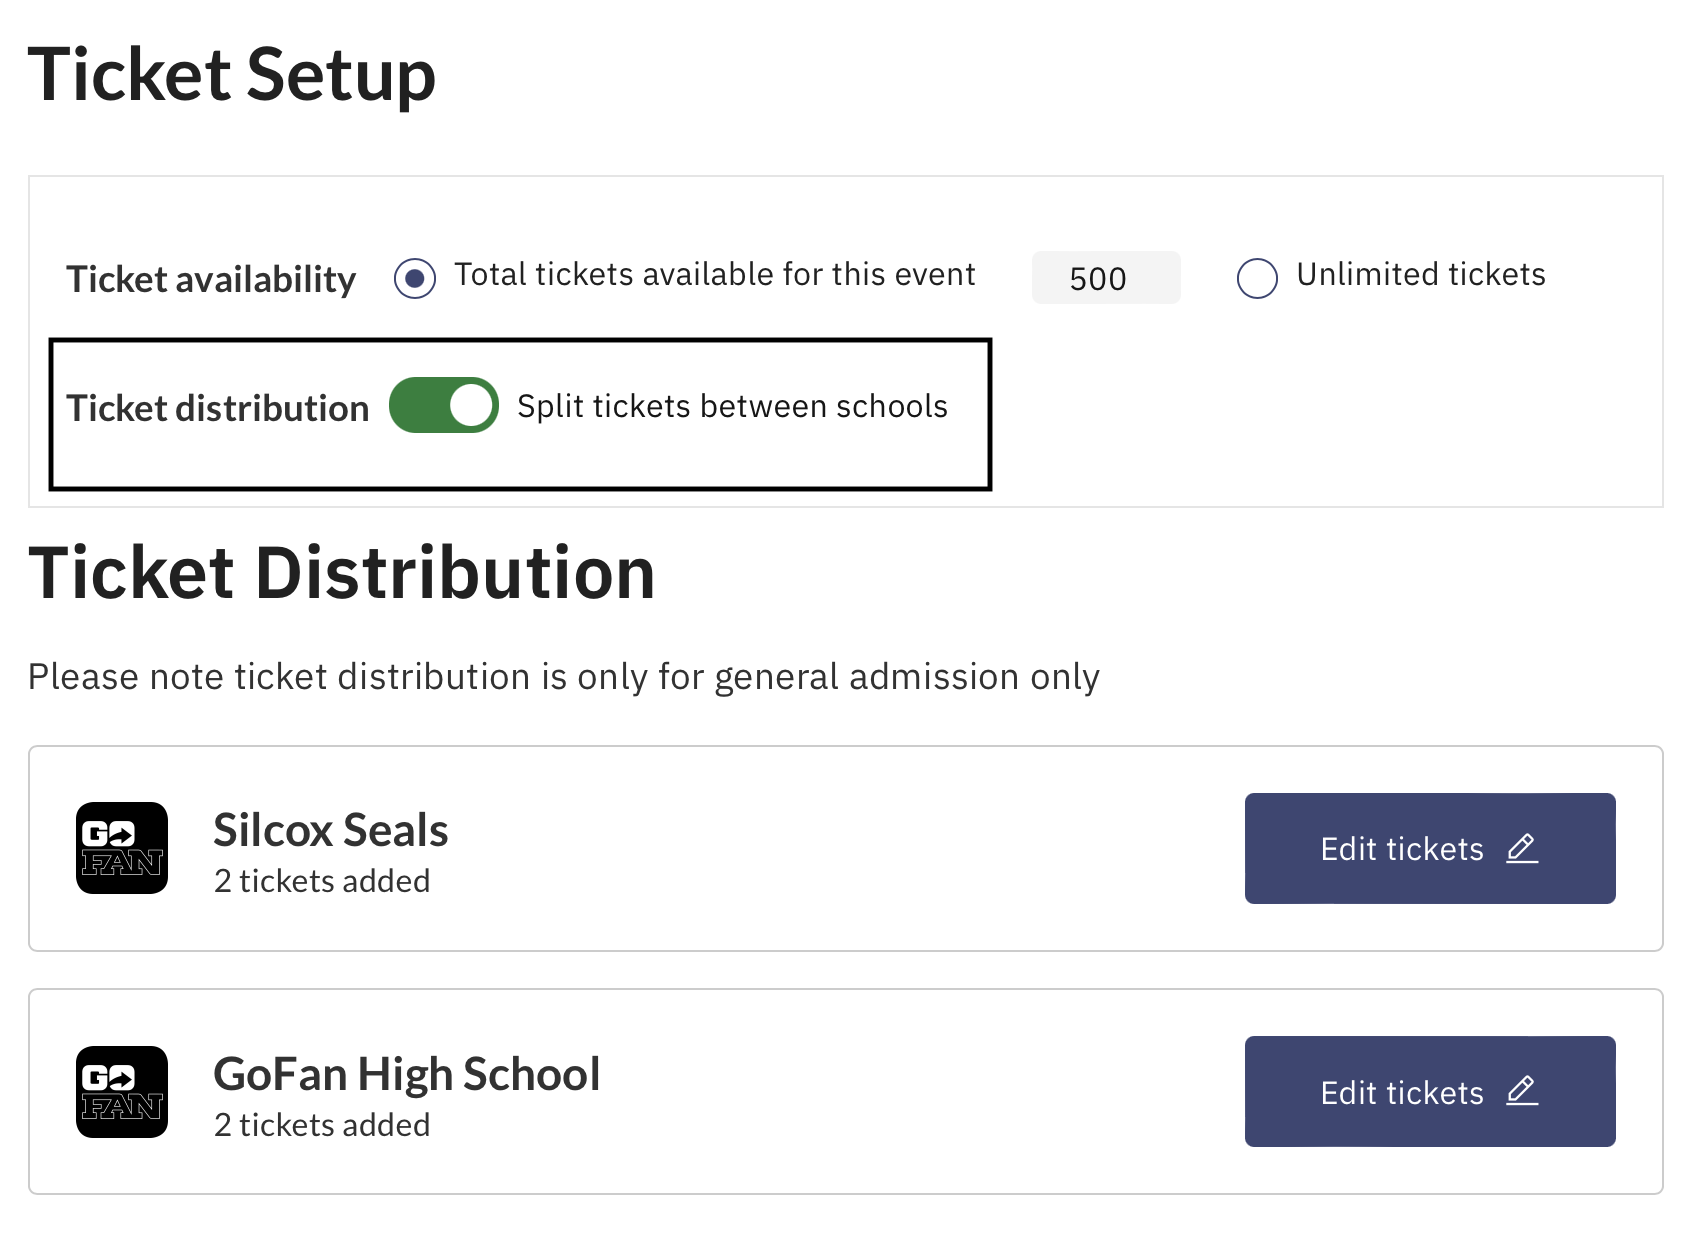 Ticket Setup
Ticket availability Total tickets available for this event 500 Unlimited tickets
Ticket distribution Split tickets between schools
Ticket Distribution
Please note ticket distribution is only for general admission only
GO
FAN
Silcox Seals
2 tickets added
Edit tickets
GO
FAN
GoFan High School
2 tickets added
Edit tickets